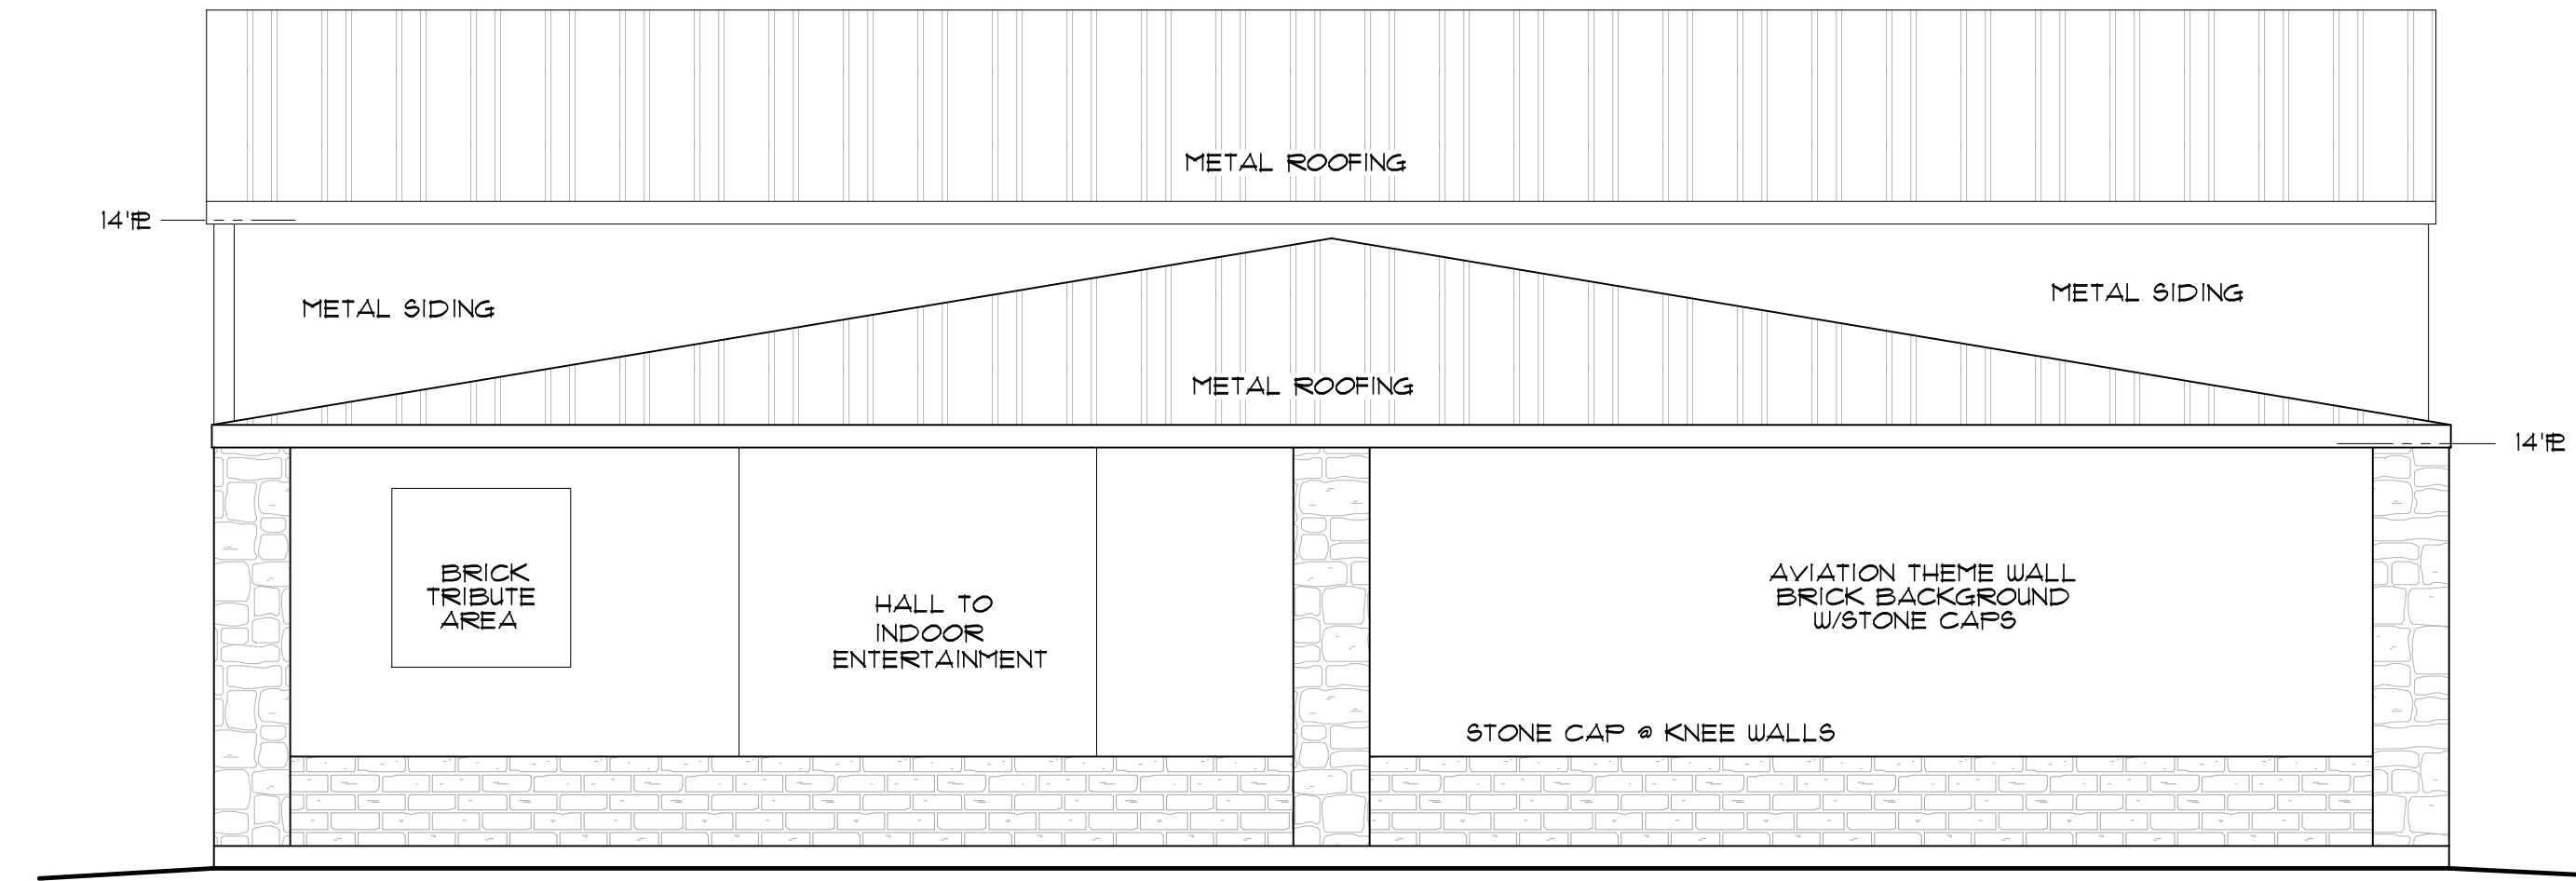 METAL ROOFING
14'℄
METAL SIDING
METAL SIDING
METAL ROOFING
14'℄
BRICK
TRIBUTE
AREA
HALL TO
INDOOR
ENTERTAINMENT
AVIATION THEME WALL
BRICK BACKGROUND
W/STONE CAPS
STONE CAP @ KNEE WALLS